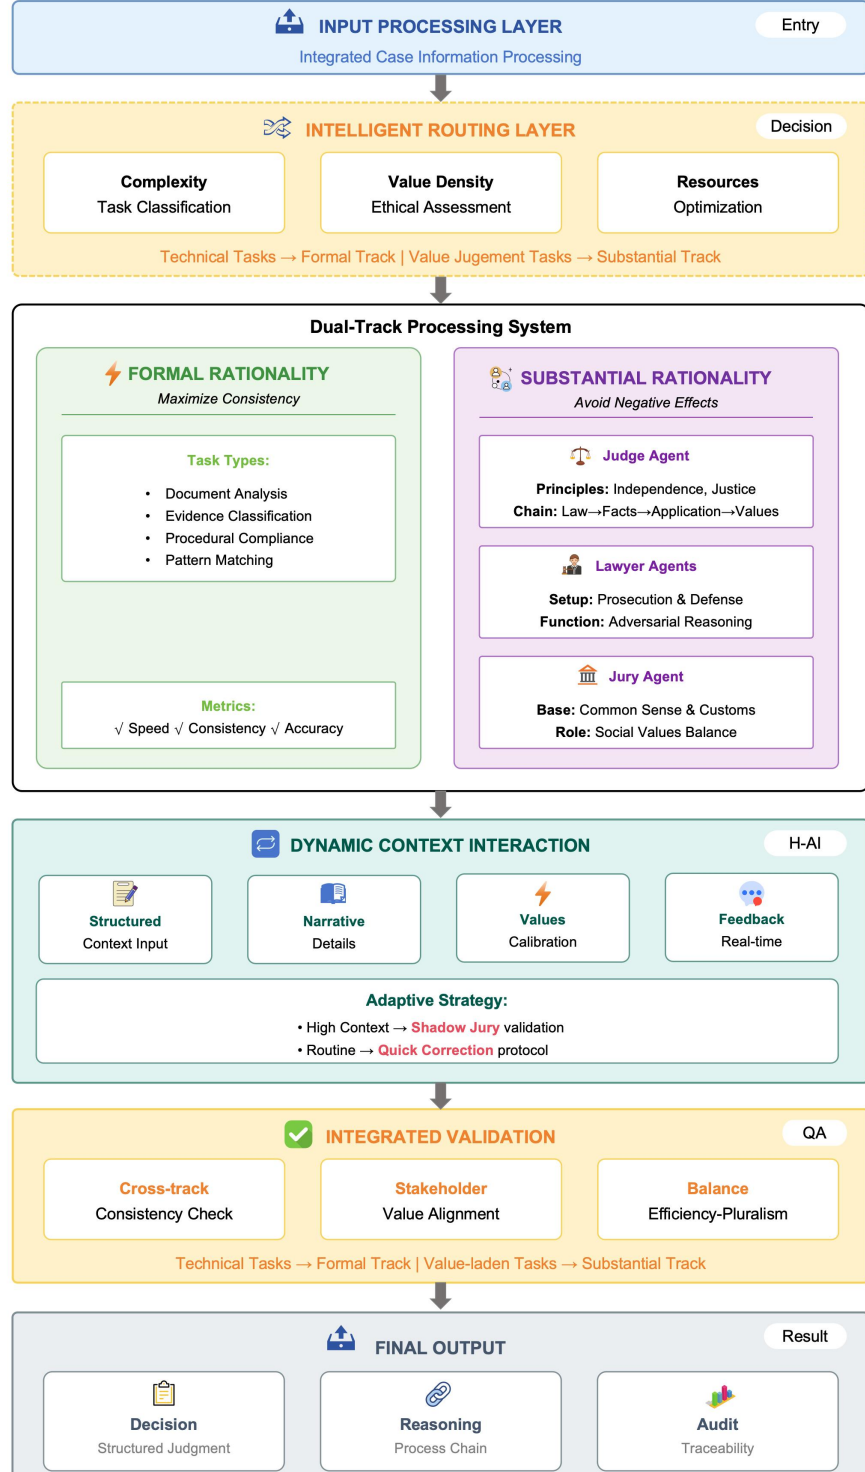 INPUT PROCESSING LAYER
Entry
Integrated Case Information Processing
INTELLIGENT ROUTING LAYER
Decision
Complexity
Task Classification
Value Density
Ethical Assessment
Resources
Optimization
Technical Tasks → Formal Track | Value Jugement Tasks → Substantial Track
Dual-Track Processing System
FORMAL RATIONALITY
Maximize Consistency
Task Types:
• Document Analysis
• Evidence Classification
• Procedural Compliance
• Pattern Matching
Metrics:
√ Speed √ Consistency √ Accuracy
SUBSTANTIAL RATIONALITY
Avoid Negative Effects
Judge Agent
Principles: Independence, Justice
Chain: Law→Facts→Application→Values
Lawyer Agents
Setup: Prosecution & Defense
Function: Adversarial Reasoning
Jury Agent
Base: Common Sense & Customs
Role: Social Values Balance
DYNAMIC CONTEXT INTERACTION
H-AI
Structured
Context Input
Narrative
Details
Values
Calibration
Feedback
Real-time
Adaptive Strategy:
• High Context → Shadow Jury validation
• Routine → Quick Correction protocol
INTEGRATED VALIDATION
QA
Cross-track
Consistency Check
Stakeholder
Value Alignment
Balance
Efficiency-Pluralism
Technical Tasks → Formal Track | Value-laden Tasks → Substantial Track
FINAL OUTPUT
Result
Decision
Structured Judgment
Reasoning
Process Chain
Audit
Traceability